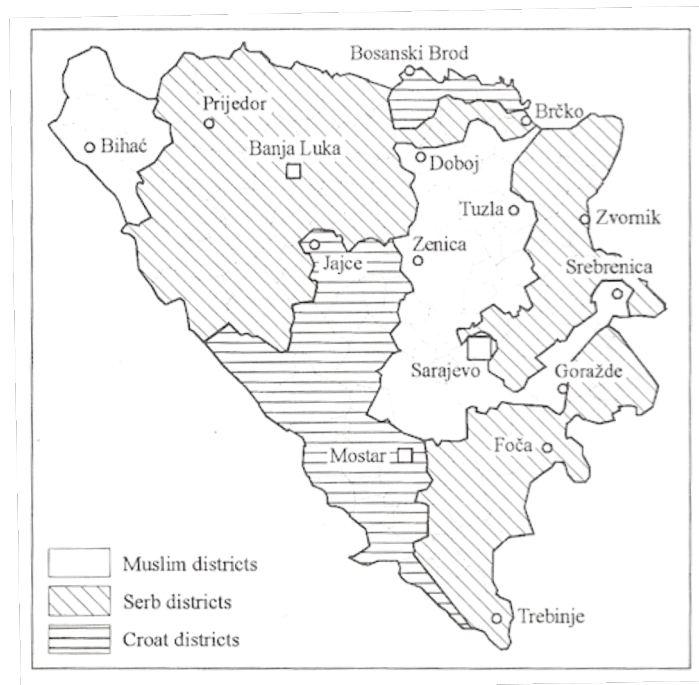 Bosanski Brod
Prijedor
Brčko
Bihać
Banja Luka
Doboj
Tuzla
Zvornik
Zenica
Jajce
Srebrenica
Sarajevo
Goražde
Mostar
Foča
Muslim districts
Serb districts
Croat districts
Trebinje